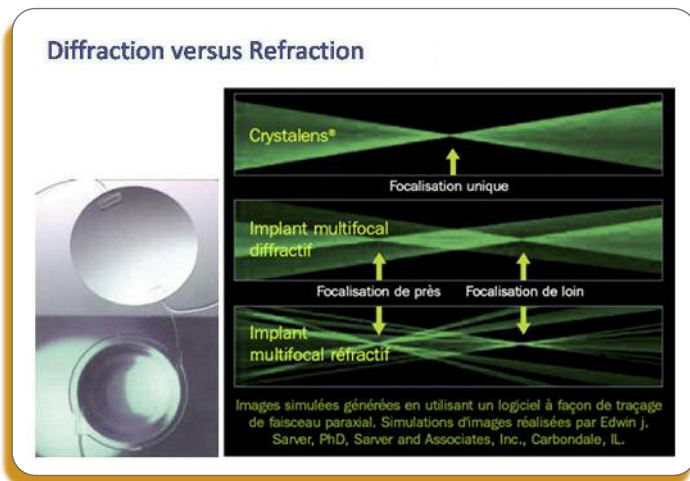 Diffraction versus Refraction
Crystalens®
Focalisation unique
Implant multifocal
diffractif
Focalisation de près Focalisation de loin
Implant
multifocal réfractif
Images simulées générées en utilisant un logiciel à façon de traçage
de faisceau paraxial. Simulations d'images réalisées par Edwin j.
Sarver, PhD, Sarver and Associates, Inc., Carbondale, IL.